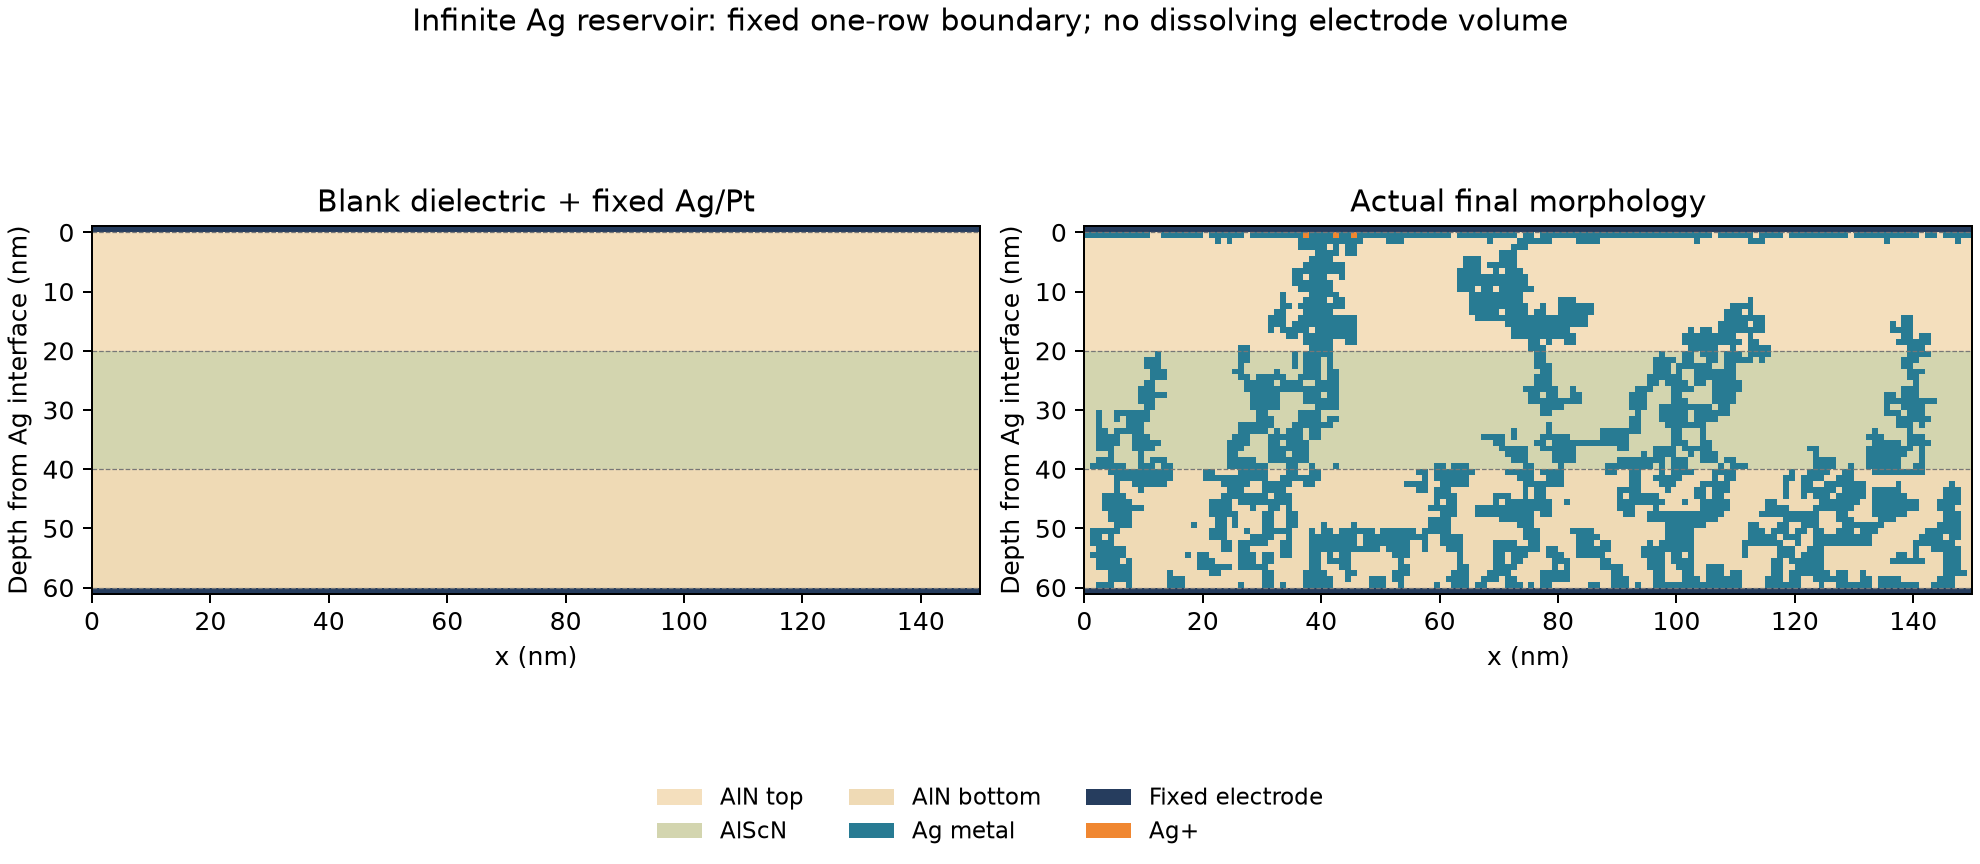 Infinite Ag reservoir: fixed one-row boundary; no dissolving electrode volume
Blank dielectric + fixed Ag/Pt
Depth from Ag interface (nm)
0
10
20
30
40
50
60
0 20 40 60 80 100 120 140
x (nm)
Actual final morphology
Depth from Ag interface (nm)
0
10
20
30
40
50
60
0 20 40 60 80 100 120 140
x (nm)
AlN top AlN bottom Fixed electrode
AlScN Ag metal Ag+